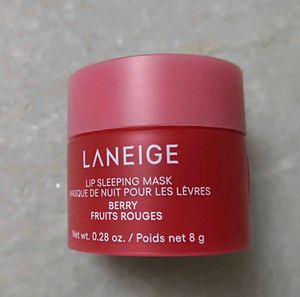 LANEIGE
LIP SLEEPING MASK
MASQUE DE NUIT POUR LES LÈVRES
BERRY
FRUITS ROUGES
Net wt. 0.28 oz. / Poids net 8 g